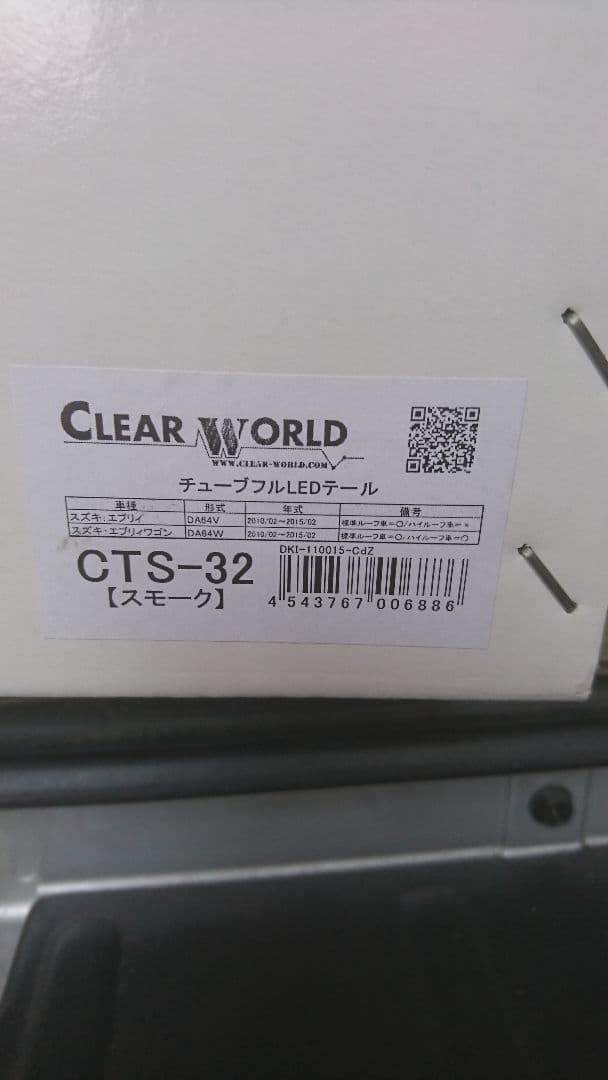 CLEAR WORLD
WWW.CLEAR-WORLD.COM
チューブフルLEDテール
車種 形式 年式 備考
スズキ:エブリィ DA64V 2010/02～2015/02 標準ルーフ車=○/ハイルーフ車=×
スズキ:エブリィワゴン DA64W 2010/02～2015/02 標準ルーフ車=○/ハイルーフ車=○
CTS-32
【スモーク】
DKI-110015-CdZ
4 543767 006886